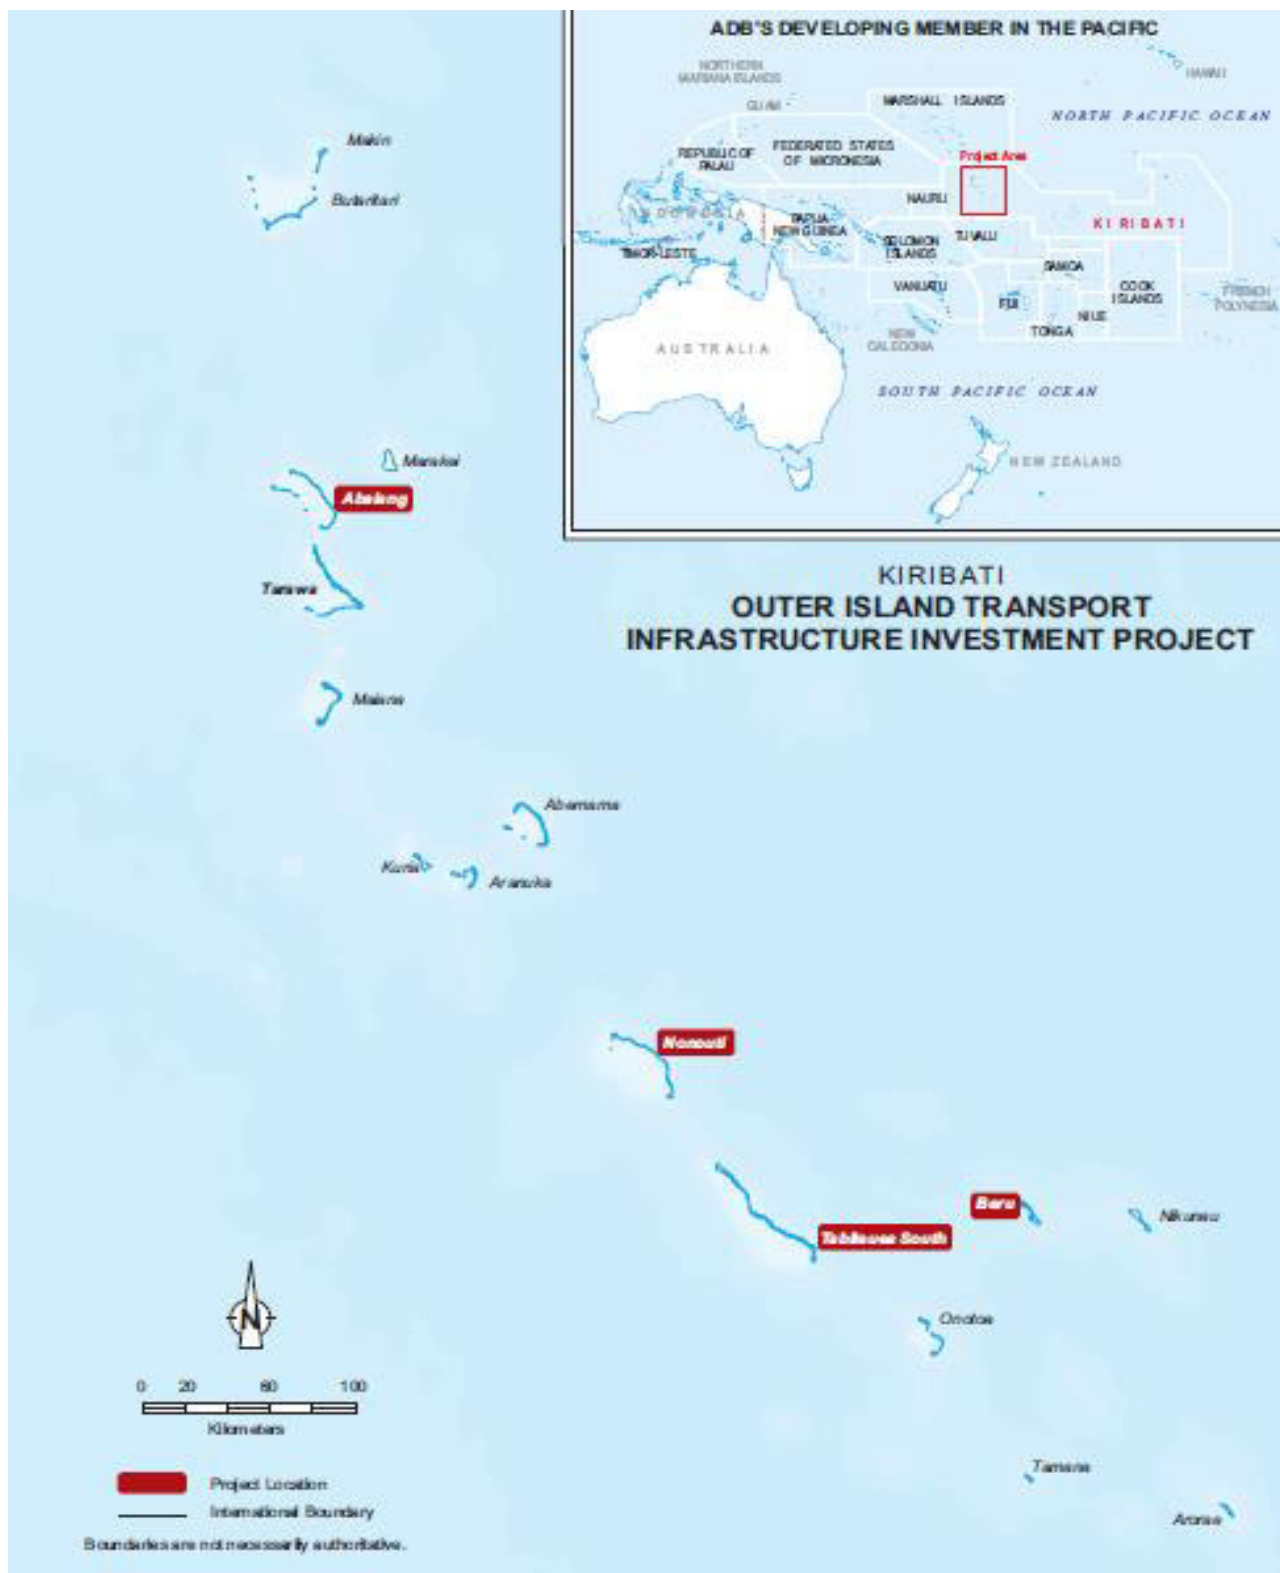 ADB'S DEVELOPING MEMBER IN THE PACIFIC
NORTHERN
MARIANA ISLANDS
HAWAII
GUAM
MARSHALL ISLANDS
NORTH PACIFIC OCEAN
REPUBLIC OF
PALAU
FEDERATED STATES
OF MICRONESIA
Project Area
NAURU
KIRIBATI
INDONESIA
PAPUA
NEW GUINEA
SOLOMON
ISLANDS
TUVALU
TIMOR-LESTE
SAMOA
VANUATU
FIJI
COOK
ISLANDS
FRENCH
POLYNESIA
NIUE
TONGA
NEW
CALEDONIA
AUSTRALIA
SOUTH PACIFIC OCEAN
NEW ZEALAND
KIRIBATI
OUTER ISLAND TRANSPORT
INFRASTRUCTURE INVESTMENT PROJECT
Makin
Butaritari
Marakei
Abaiang
Tarawa
Maiana
Abemama
Kuria
Aranuka
Nonouti
Beru
Nikunau
Tabiteuea South
Onotoa
Tamana
Arorae
N
0 20 60 100
Kilometers
Project Location
International Boundary
Boundaries are not necessarily authoritative.